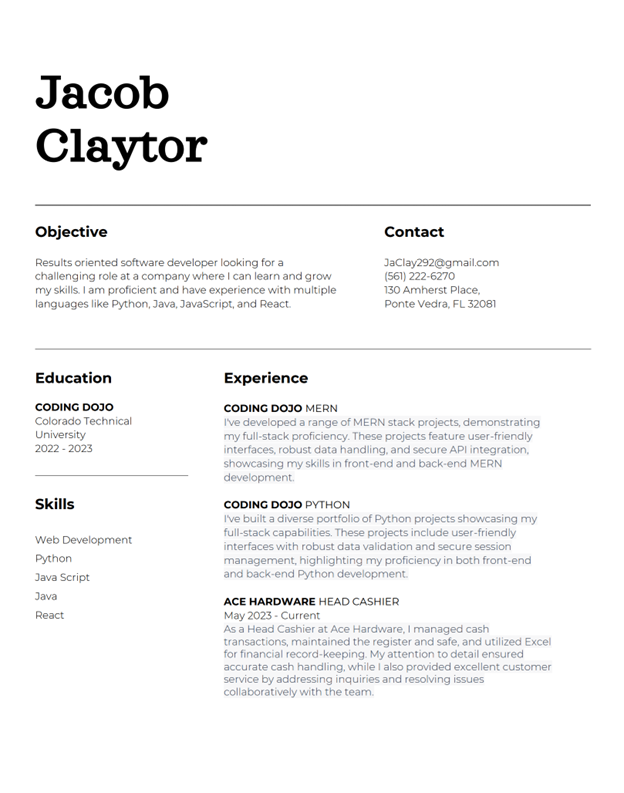 Jacob
Claytor
Objective
Results oriented software developer looking for a
challenging role at a company where I can learn and grow
my skills. I am proficient and have experience with multiple
languages like Python, Java, JavaScript, and React.
Contact
JaClay292@gmail.com
(561) 222-6270
130 Amherst Place,
Ponte Vedra, FL 32081
Education
CODING DOJO
Colorado Technical
University
2022 - 2023
Skills
Web Development
Python
Java Script
Java
React
Experience
CODING DOJO MERN
I've developed a range of MERN stack projects, demonstrating
my full-stack proficiency. These projects feature user-friendly
interfaces, robust data handling, and secure API integration,
showcasing my skills in front-end and back-end MERN
development.
CODING DOJO PYTHON
I've built a diverse portfolio of Python projects showcasing my
full-stack capabilities. These projects include user-friendly
interfaces with robust data validation and secure session
management, highlighting my proficiency in both front-end
and back-end Python development.
ACE HARDWARE HEAD CASHIER
May 2023 - Current
As a Head Cashier at Ace Hardware, I managed cash
transactions, maintained the register and safe, and utilized Excel
for financial record-keeping. My attention to detail ensured
accurate cash handling, while I also provided excellent customer
service by addressing inquiries and resolving issues
collaboratively with the team.